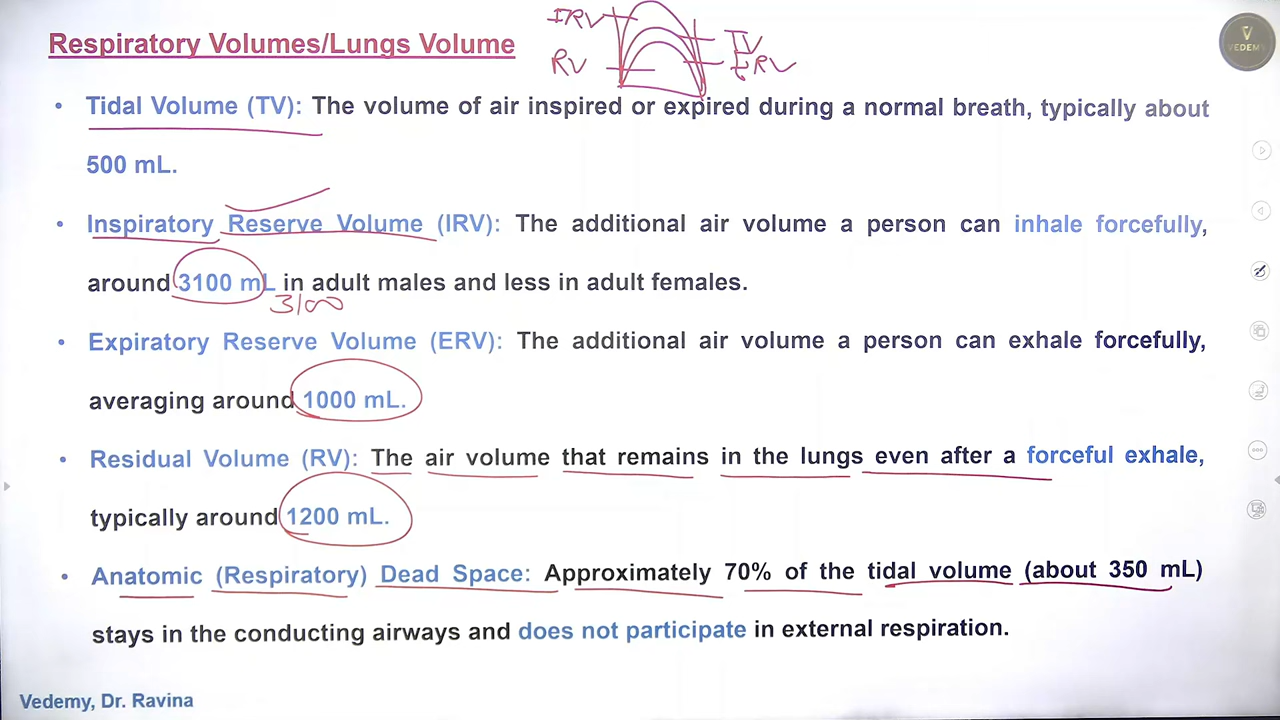 Respiratory Volumes/Lungs Volume
IRV
RV
TV
ERV
VEDEMY
• Tidal Volume (TV): The volume of air inspired or expired during a normal breath, typically about
500 mL.
• Inspiratory Reserve Volume (IRV): The additional air volume a person can inhale forcefully,
around 3100 mL in adult males and less in adult females.
3100
• Expiratory Reserve Volume (ERV): The additional air volume a person can exhale forcefully,
averaging around 1000 mL.
• Residual Volume (RV): The air volume that remains in the lungs even after a forceful exhale,
typically around 1200 mL.
• Anatomic (Respiratory) Dead Space: Approximately 70% of the tidal volume (about 350 mL)
stays in the conducting airways and does not participate in external respiration.
Vedemy, Dr. Ravina